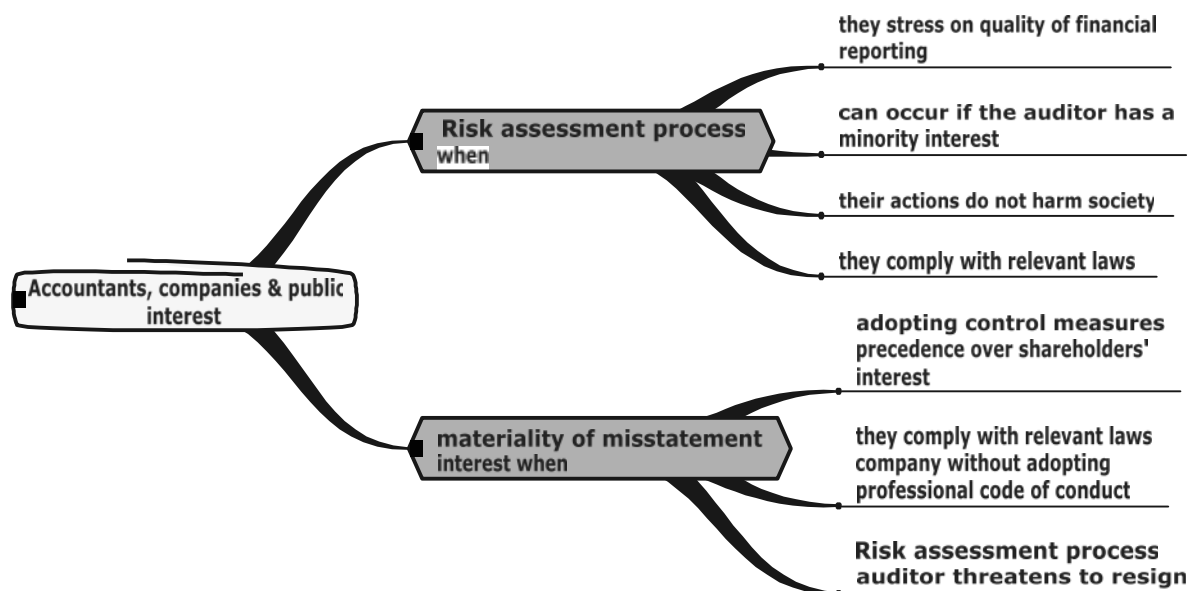 Accountants, companies & public
interest
Risk assessment process
when
they stress on quality of financial
reporting
can occur if the auditor has a
minority interest
their actions do not harm society
they comply with relevant laws
materiality of misstatement
interest when
adopting control measures
precedence over shareholders'
interest
they comply with relevant laws
company without adopting
professional code of conduct
Risk assessment process
auditor threatens to resign